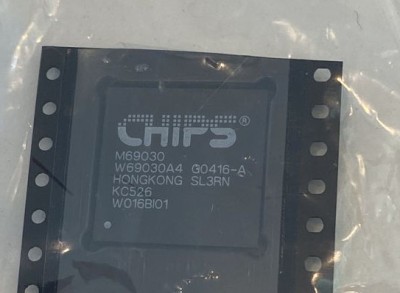 CHIPS®
M69030
W69030A4 G0416-A
HONGKONG SL3RN
KC526
W016BI01